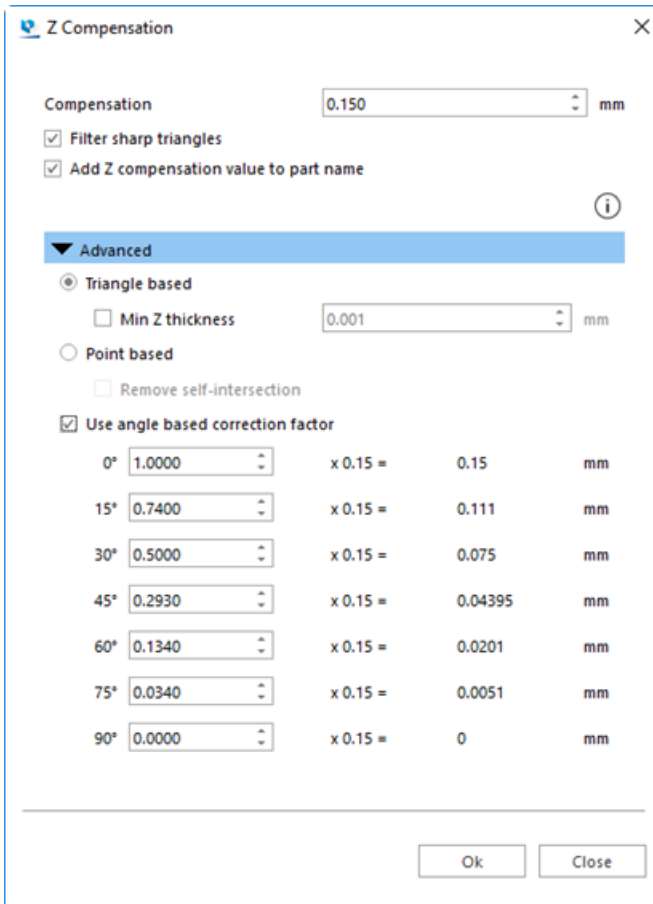 Z Compensation
Compensation 0.150 mm
Filter sharp triangles
Add Z compensation value to part name
Advanced
Triangle based
Min Z thickness 0.001 mm
Point based
Remove self-intersection
Use angle based correction factor
0° 1.0000 x 0.15 = 0.15 mm
15° 0.7400 x 0.15 = 0.111 mm
30° 0.5000 x 0.15 = 0.075 mm
45° 0.2930 x 0.15 = 0.04395 mm
60° 0.1340 x 0.15 = 0.0201 mm
75° 0.0340 x 0.15 = 0.0051 mm
90° 0.0000 x 0.15 = 0 mm
Ok Close